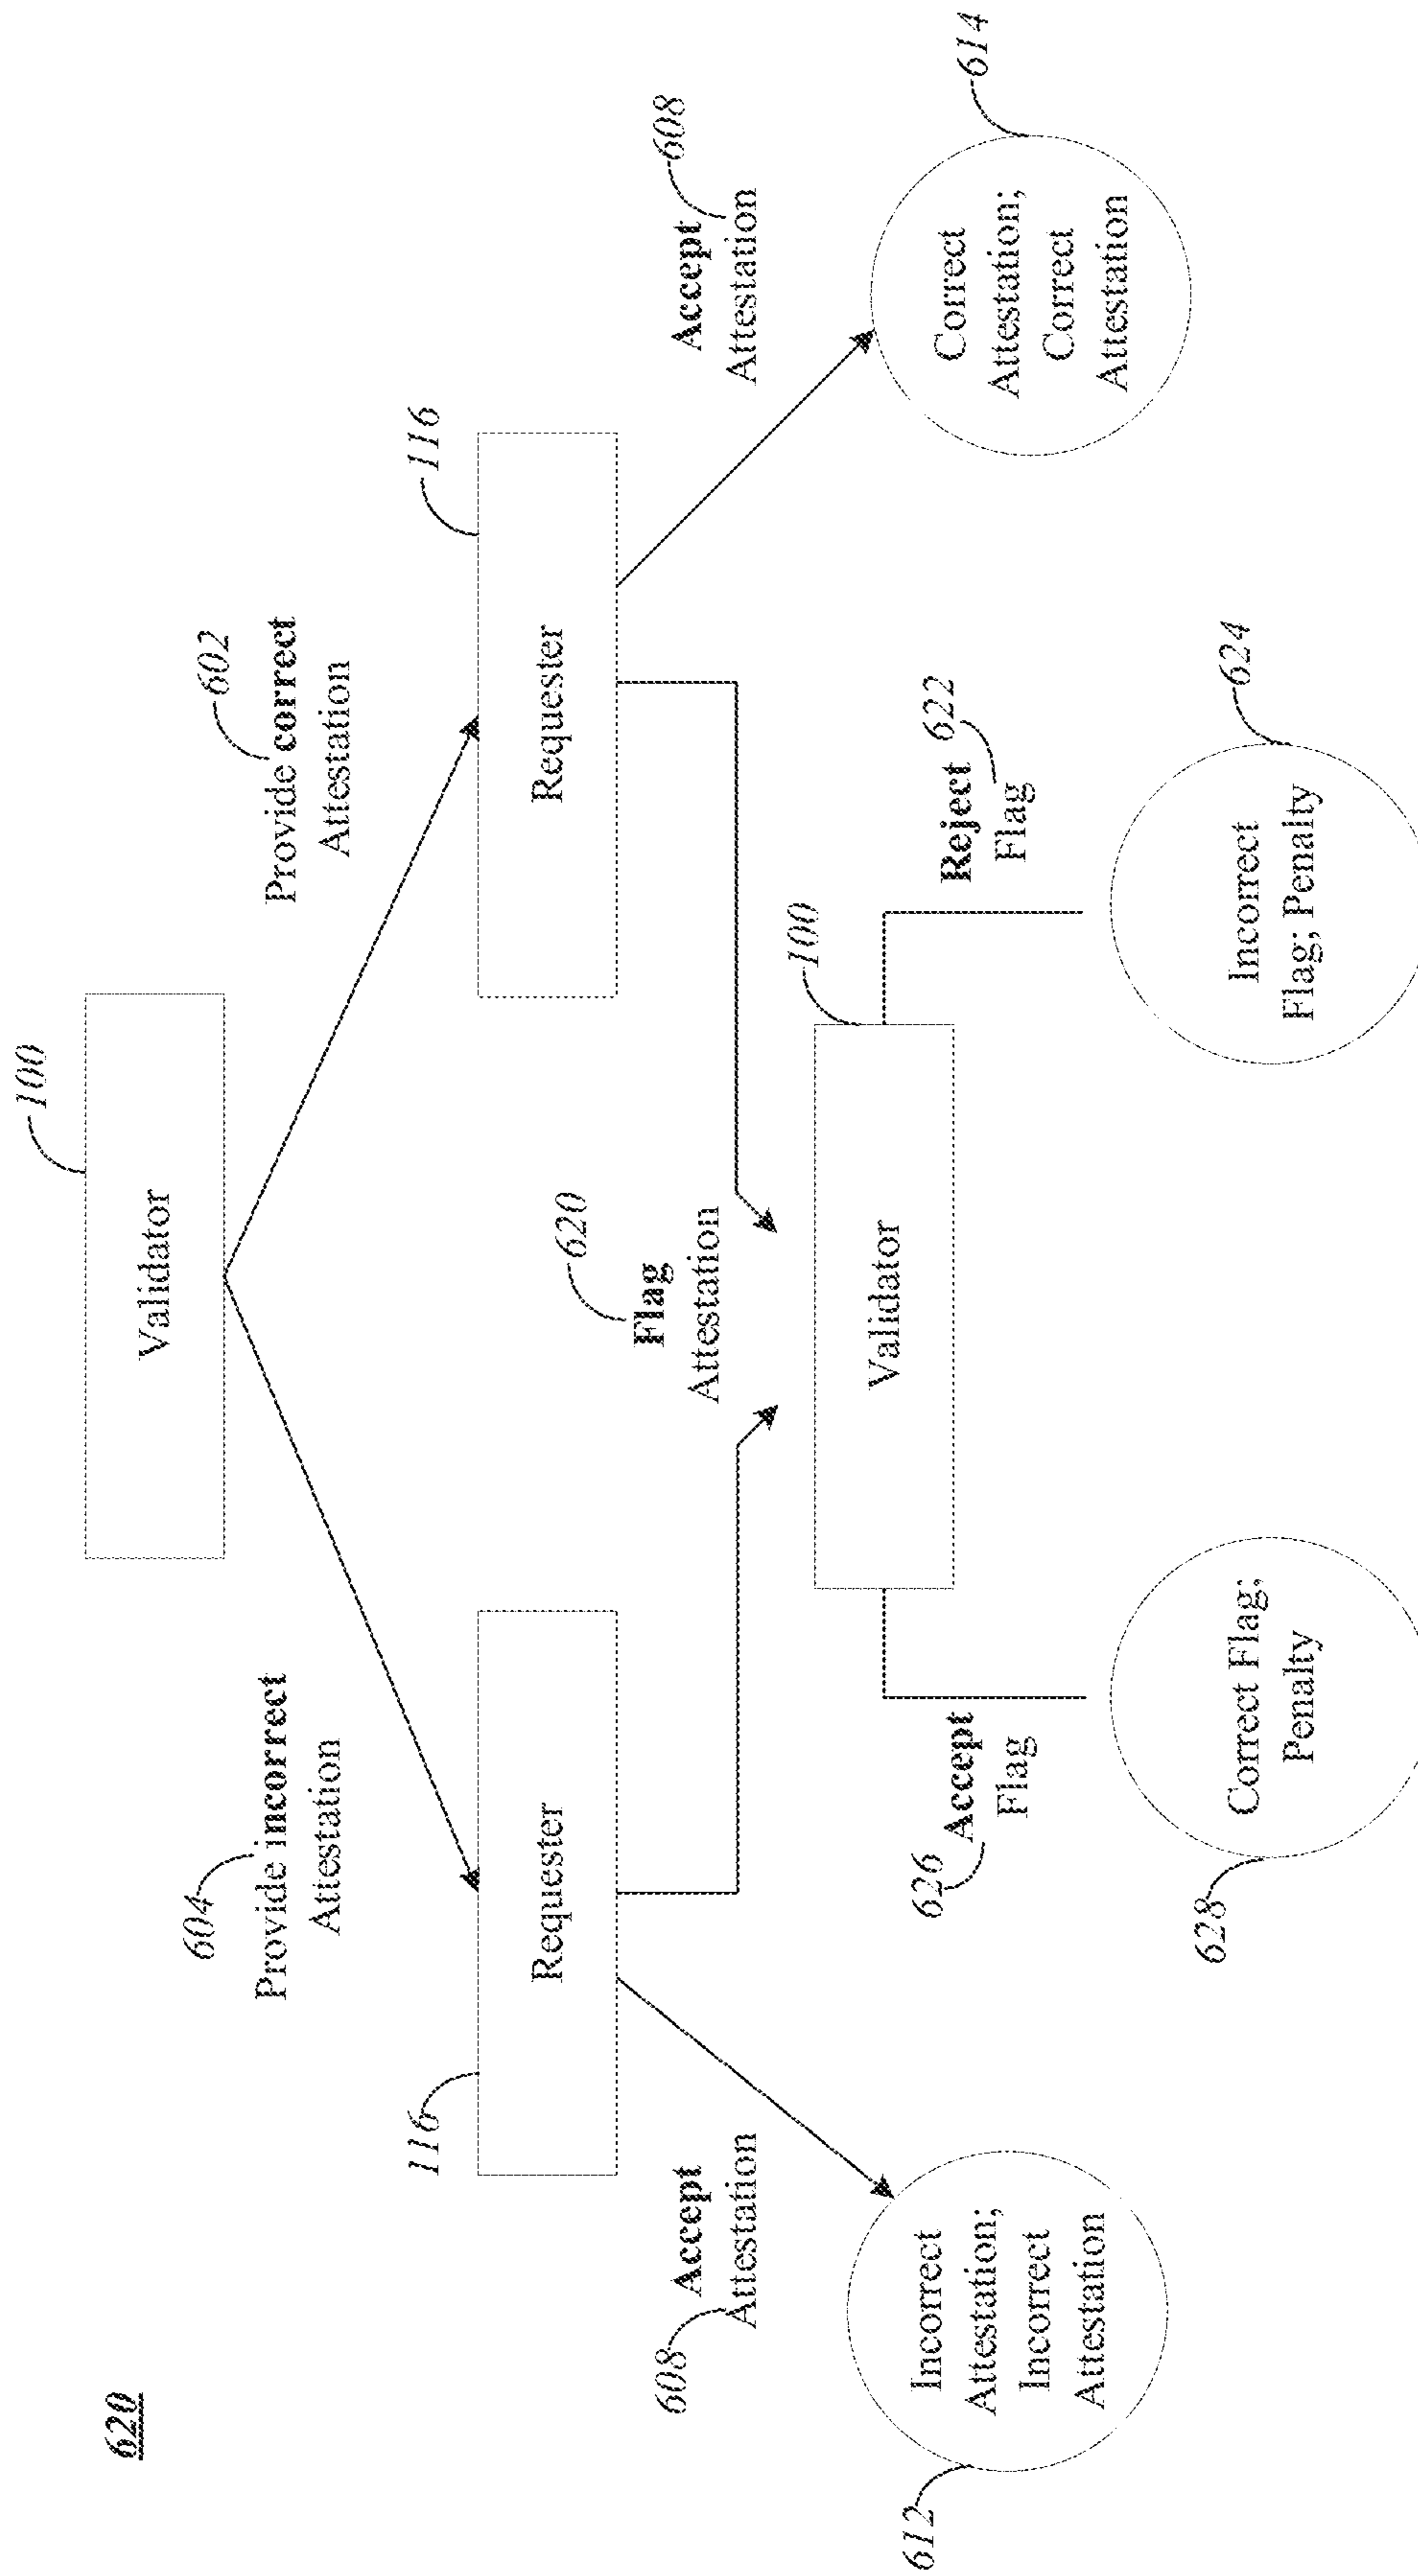 620
100
Validator
604
Provide incorrect
Attestation
602
Provide correct
Attestation
116
Requester
116
Requester
608
Accept
Attestation
620
Flag
Attestation
Accept
608
Attestation
612
Incorrect
Attestation;
Incorrect
Attestation
100
Validator
Correct
Attestation;
Correct
Attestation
614
626
Accept
Flag
Reject 622
Flag
628
Correct Flag;
Penalty
Incorrect
Flag; Penalty
624